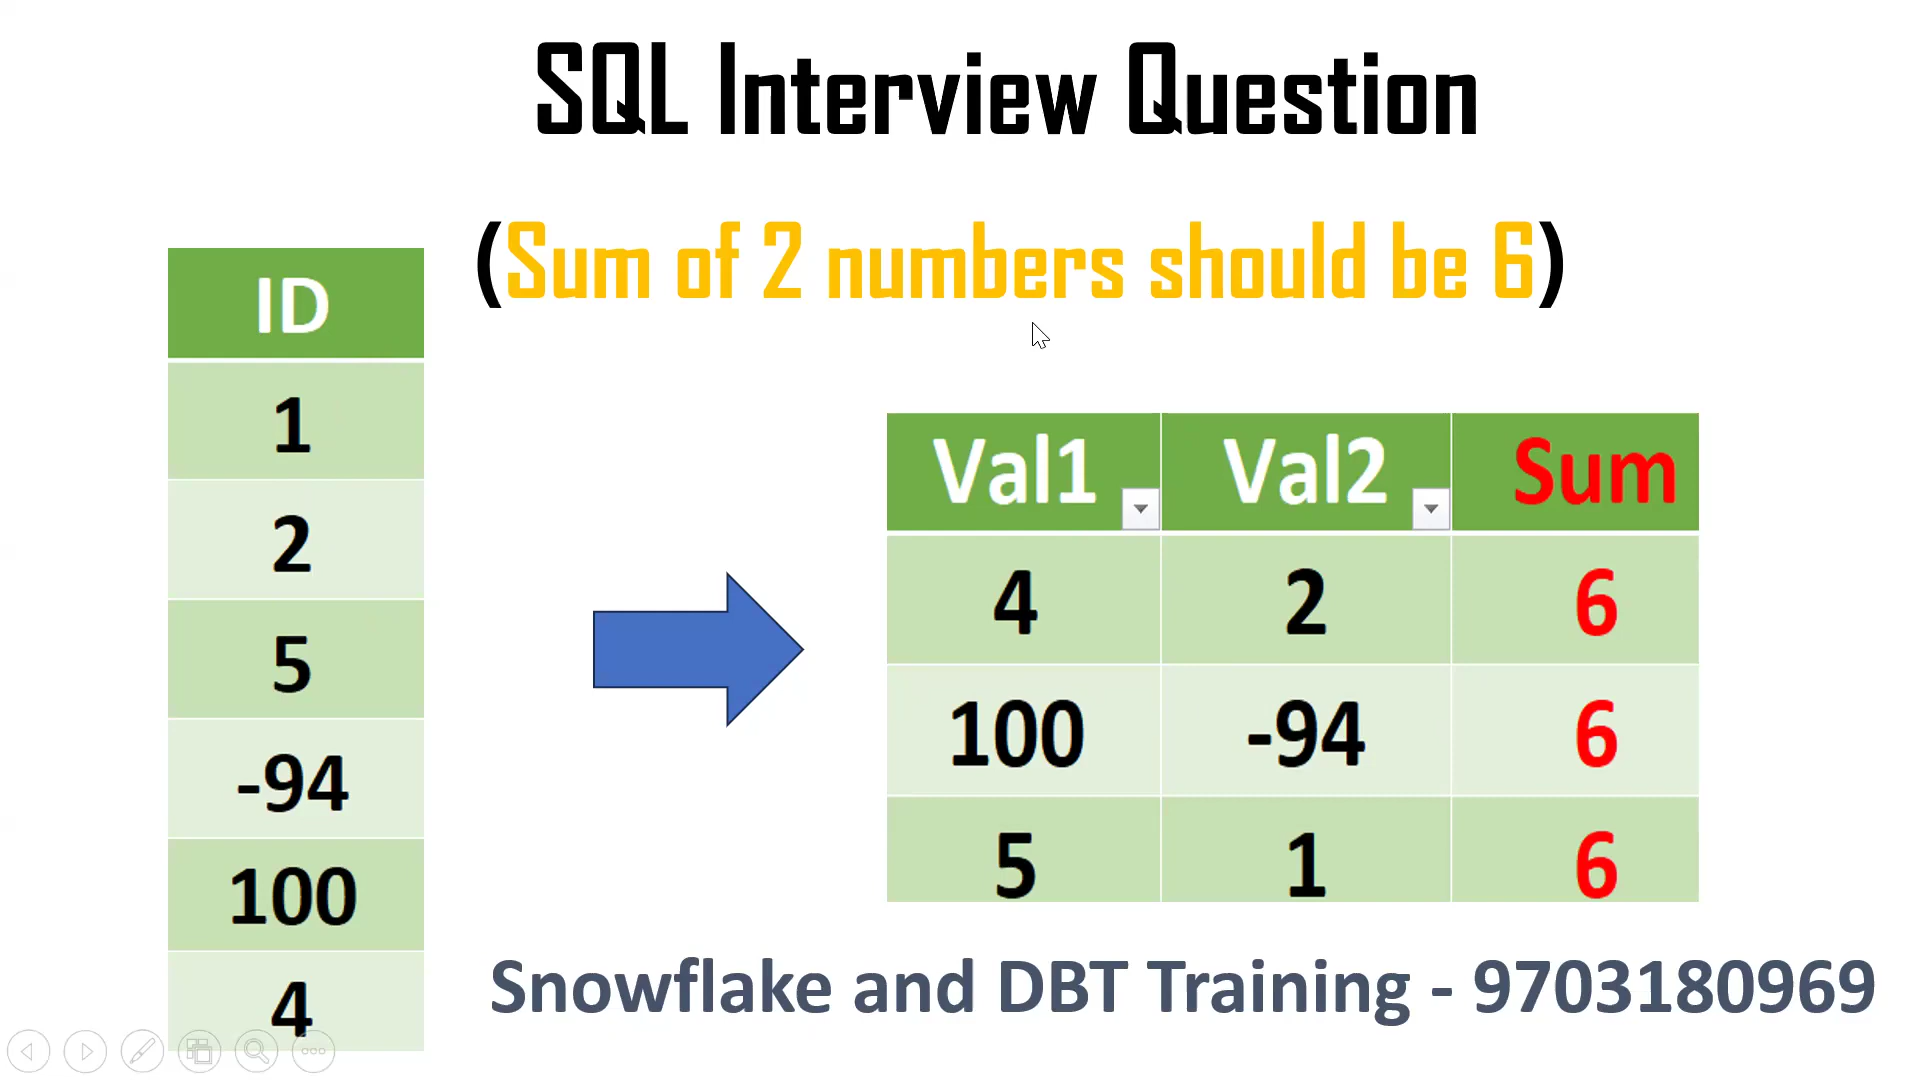 SQL Interview Question
(Sum of 2 numbers should be 6)
ID
1
2
5
-94
100
4
Val1 Val2 Sum
4 2 6
100 -94 6
5 1 6
Snowflake and DBT Training - 9703180969